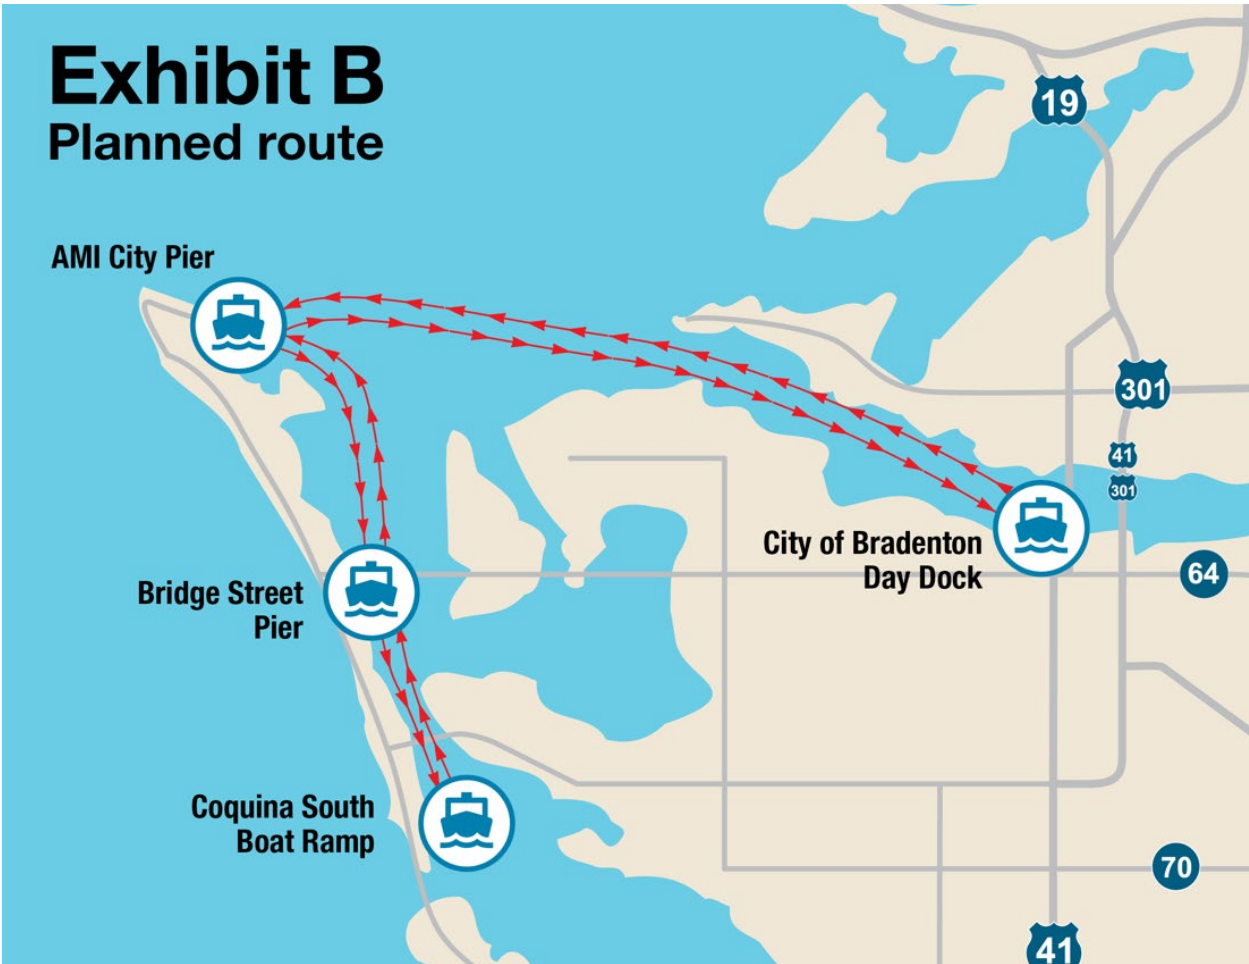 Exhibit B
Planned route
19
AMI City Pier
301
41
301
City of Bradenton
Day Dock
64
Bridge Street
Pier
Coquina South
Boat Ramp
70
41